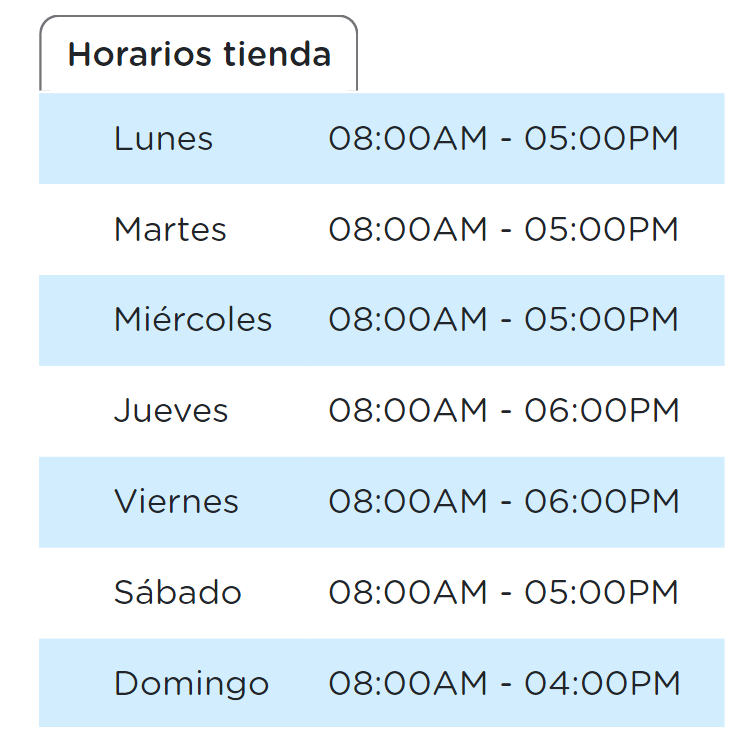 Horarios tienda
Lunes 08:00AM - 05:00PM
Martes 08:00AM - 05:00PM
Miércoles 08:00AM - 05:00PM
Jueves 08:00AM - 06:00PM
Viernes 08:00AM - 06:00PM
Sábado 08:00AM - 05:00PM
Domingo 08:00AM - 04:00PM